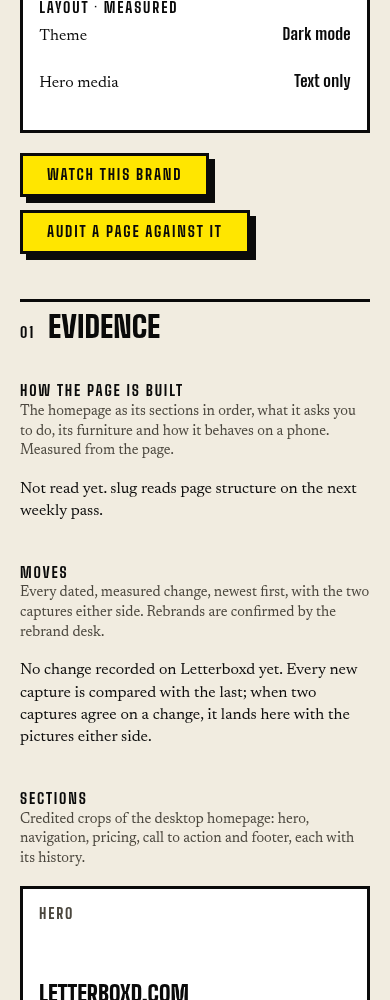 LAYOUT · MEASURED
Theme Dark mode
Hero media Text only
WATCH THIS BRAND
AUDIT A PAGE AGAINST IT
01 EVIDENCE
HOW THE PAGE IS BUILT
The homepage as its sections in order, what it asks you
to do, its furniture and how it behaves on a phone.
Measured from the page.
Not read yet. slug reads page structure on the next
weekly pass.
MOVES
Every dated, measured change, newest first, with the two
captures either side. Rebrands are confirmed by the
rebrand desk.
No change recorded on Letterboxd yet. Every new
capture is compared with the last; when two
captures agree on a change, it lands here with the
pictures either side.
SECTIONS
Credited crops of the desktop homepage: hero,
navigation, pricing, call to action and footer, each with
its history.
HERO
LETTERBOXD.COM